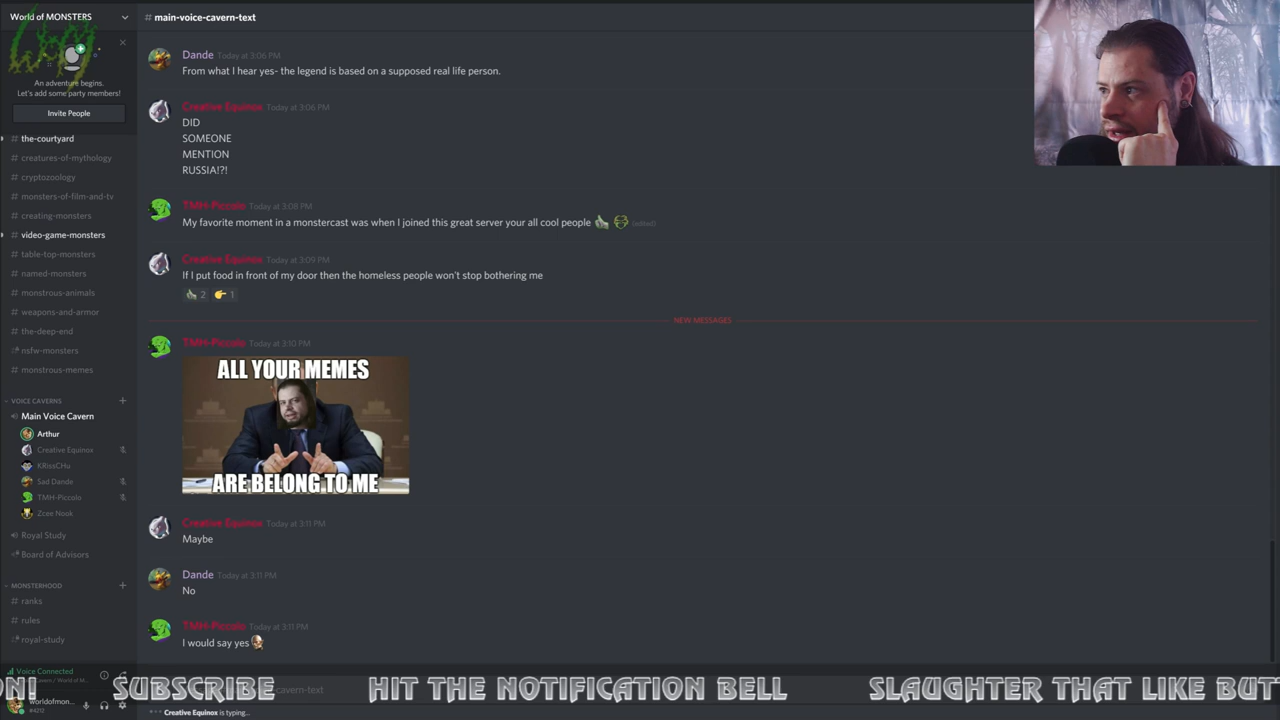 World of MONSTERS
An adventure begins.
Let's add some party members!
Invite People
# the-courtyard
# creatures-of-mythology
# cryptozoology
# monsters-of-film-and-tv
# creating-monsters
# video-game-monsters
# table-top-monsters
# named-monsters
# monstrous-animals
# weapons-and-armor
# the-deep-end
nsfw-monsters
# monstrous-memes
VOICE CAVERNS
Main Voice Cavern
Arthur
Creative Equinox
KRissCHu
Sad Dande
TMH-Piccolo
Zcee Nook
Royal Study
Board of Advisors
MONSTERHOOD
# ranks
# rules
royal-study
Voice Connected
worldofmon...
#4212
# main-voice-cavern-text
Dande Today at 3:06 PM
From what I hear yes- the legend is based on a supposed real life person.
Creative Equinox Today at 3:06 PM
DID
SOMEONE
MENTION
RUSSIA!?!
TMH-Piccolo Today at 3:08 PM
My favorite moment in a monstercast was when I joined this great server your all cool people (edited)
Creative Equinox Today at 3:09 PM
If I put food in front of my door then the homeless people won't stop bothering me
2 1
NEW MESSAGES
TMH-Piccolo Today at 3:10 PM
ALL YOUR MEMES
ARE BELONG TO ME
Creative Equinox Today at 3:11 PM
Maybe
Dande Today at 3:11 PM
No
TMH-Piccolo Today at 3:11 PM
I would say yes
-cavern-text
ON! SUBSCRIBE HIT THE NOTIFICATION BELL SLAUGHTER THAT LIKE BUT
Creative Equinox is typing...